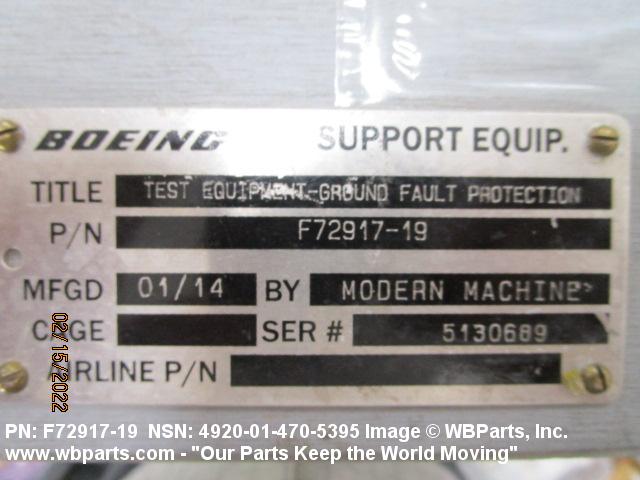 BOEING SUPPORT EQUIP.
TITLE TEST EQUIPMENT-GROUND FAULT PROTECTION
P/N F72917-19
MFGD 01/14 BY MODERN MACHINE
CAGE SER # 5130689
AIRLINE P/N
02/15/2022
PN: F72917-19 NSN: 4920-01-470-5395 Image © WBParts, Inc.
www.wbparts.com - "Our Parts Keep the World Moving"